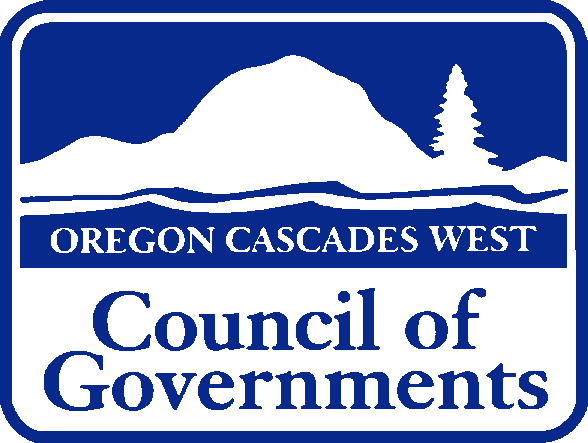 OREGON CASCADES WEST
Council of
Governments